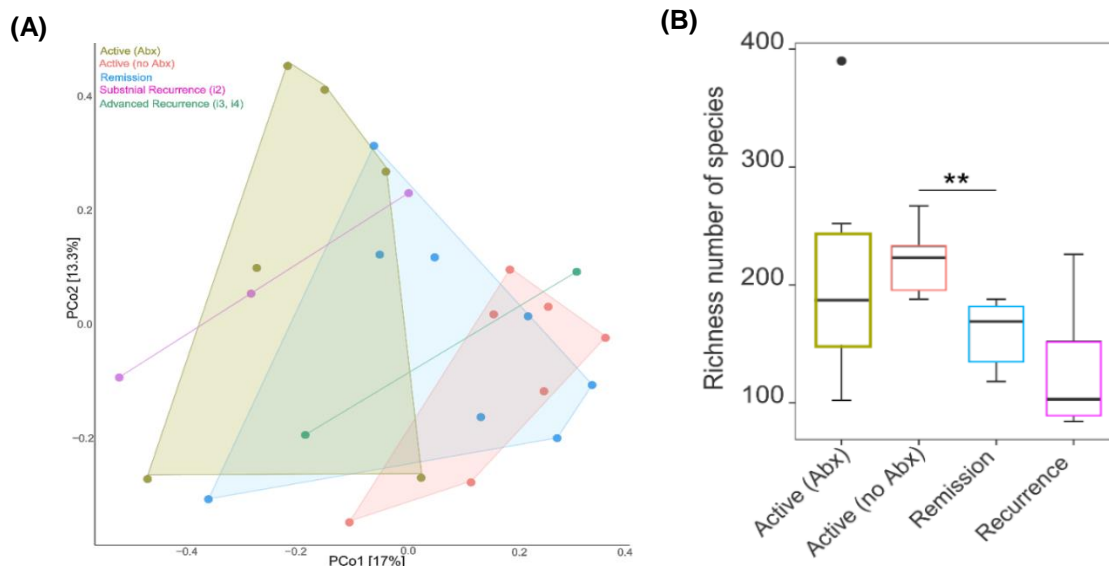 (A)
Active (Abx)
Active (no Abx)
Remission
Substnial Recurrence (i2)
Advanced Recurrence (i3, i4)
0.4
0.2
0.0
−0.2
−0.4
PCo2 [13.3%]
−0.4
−0.2
0.0
0.2
0.4
PCo1 [17%]
(B)
400
300
200
100
Richness number of species
**
Active (Abx)
Active (no Abx)
Remission
Recurrence